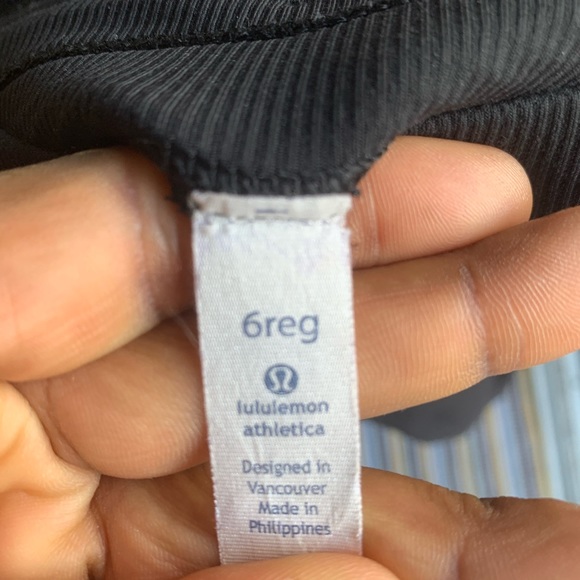 6reg
lululemon
athletica
Designed in
Vancouver
Made in
Philippines